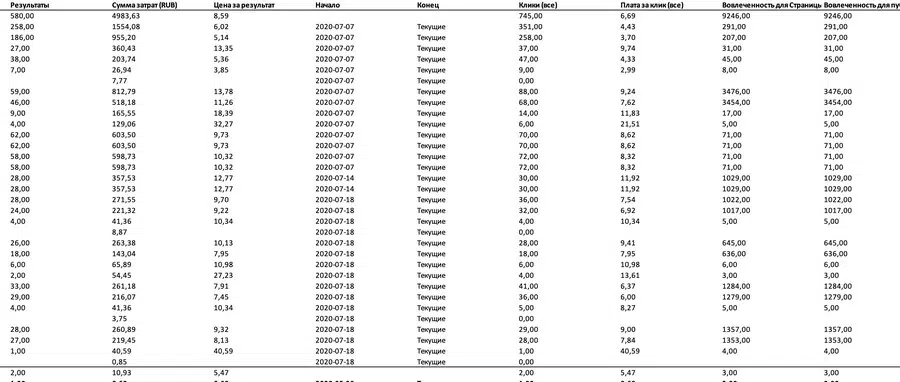 Результаты Сумма затрат (RUB) Цена за результат Начало Конец Клики (все) Плата за клик (все) Вовлеченность для Страницы Вовлеченность для пу
580,00 4983,63 8,59 745,00 6,69 9246,00 9246,00
258,00 1554,08 6,02 2020-07-07 Текущие 351,00 4,43 291,00 291,00
186,00 955,20 5,14 2020-07-07 Текущие 258,00 3,70 207,00 207,00
27,00 360,43 13,35 2020-07-07 Текущие 37,00 9,74 31,00 31,00
38,00 203,74 5,36 2020-07-07 Текущие 47,00 4,33 45,00 45,00
7,00 26,94 3,85 2020-07-07 Текущие 9,00 2,99 8,00 8,00
7,77 2020-07-07 Текущие 0,00
59,00 812,79 13,78 2020-07-07 Текущие 88,00 9,24 3476,00 3476,00
46,00 518,18 11,26 2020-07-07 Текущие 68,00 7,62 3454,00 3454,00
9,00 165,55 18,39 2020-07-07 Текущие 14,00 11,83 17,00 17,00
4,00 129,06 32,27 2020-07-07 Текущие 6,00 21,51 5,00 5,00
62,00 603,50 9,73 2020-07-07 Текущие 70,00 8,62 71,00 71,00
62,00 603,50 9,73 2020-07-07 Текущие 70,00 8,62 71,00 71,00
58,00 598,73 10,32 2020-07-07 Текущие 72,00 8,32 71,00 71,00
58,00 598,73 10,32 2020-07-07 Текущие 72,00 8,32 71,00 71,00
28,00 357,53 12,77 2020-07-14 Текущие 30,00 11,92 1029,00 1029,00
28,00 357,53 12,77 2020-07-14 Текущие 30,00 11,92 1029,00 1029,00
28,00 271,55 9,70 2020-07-18 Текущие 36,00 7,54 1022,00 1022,00
24,00 221,32 9,22 2020-07-18 Текущие 32,00 6,92 1017,00 1017,00
4,00 41,36 10,34 2020-07-18 Текущие 4,00 10,34 5,00 5,00
8,87 2020-07-18 Текущие 0,00
26,00 263,38 10,13 2020-07-18 Текущие 28,00 9,41 645,00 645,00
18,00 143,04 7,95 2020-07-18 Текущие 18,00 7,95 636,00 636,00
6,00 65,89 10,98 2020-07-18 Текущие 6,00 10,98 6,00 6,00
2,00 54,45 27,23 2020-07-18 Текущие 4,00 13,61 3,00 3,00
33,00 261,18 7,91 2020-07-18 Текущие 41,00 6,37 1284,00 1284,00
29,00 216,07 7,45 2020-07-18 Текущие 36,00 6,00 1279,00 1279,00
4,00 41,36 10,34 2020-07-18 Текущие 5,00 8,27 5,00 5,00
3,75 2020-07-18 Текущие 0,00
28,00 260,89 9,32 2020-07-18 Текущие 29,00 9,00 1357,00 1357,00
27,00 219,45 8,13 2020-07-18 Текущие 28,00 7,84 1353,00 1353,00
1,00 40,59 40,59 2020-07-18 Текущие 1,00 40,59 4,00 4,00
0,85 2020-07-18 Текущие 0,00
2,00 10,93 5,47 2,00 5,47 3,00 3,00